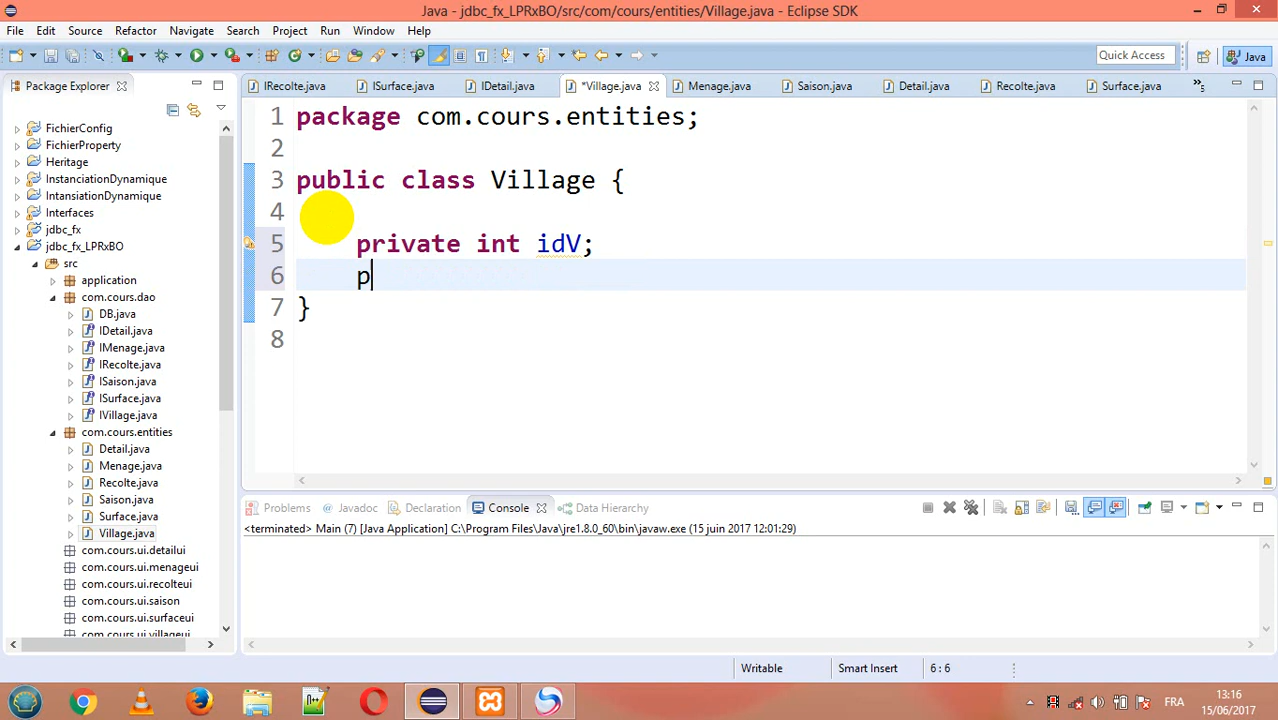 Java - jdbc_fx_LPRxBO/src/com/cours/entities/Village.java - Eclipse SDK
File Edit Source Refactor Navigate Search Project Run Window Help
Quick Access
Java
Package Explorer
IRecolte.java ISurface.java IDetail.java *Village.java Menage.java Saison.java Detail.java Recolte.java Surface.java »5
FichierConfig
FichierProperty
Heritage
InstanciationDynamique
IntansiationDynamique
Interfaces
jdbc_fx
jdbc_fx_LPRxBO
src
application
com.cours.dao
DB.java
IDetail.java
IMenage.java
IRecolte.java
ISaison.java
ISurface.java
IVillage.java
com.cours.entities
Detail.java
Menage.java
Recolte.java
Saison.java
Surface.java
Village.java
com.cours.ui.detailui
com.cours.ui.menageui
com.cours.ui.recolteui
com.cours.ui.saison
com.cours.ui.surfaceui
com.cours.ui.villageui
1 package com.cours.entities;
2
3 public class Village {
4
5 private int idV;
6 p
7 }
8
Problems @ Javadoc Declaration Console Data Hierarchy
<terminated> Main (7) [Java Application] C:\Program Files\Java\jre1.8.0_60\bin\javaw.exe (15 juin 2017 12:01:29)
Writable Smart Insert 6 : 6
FRA
13:16
15/06/2017